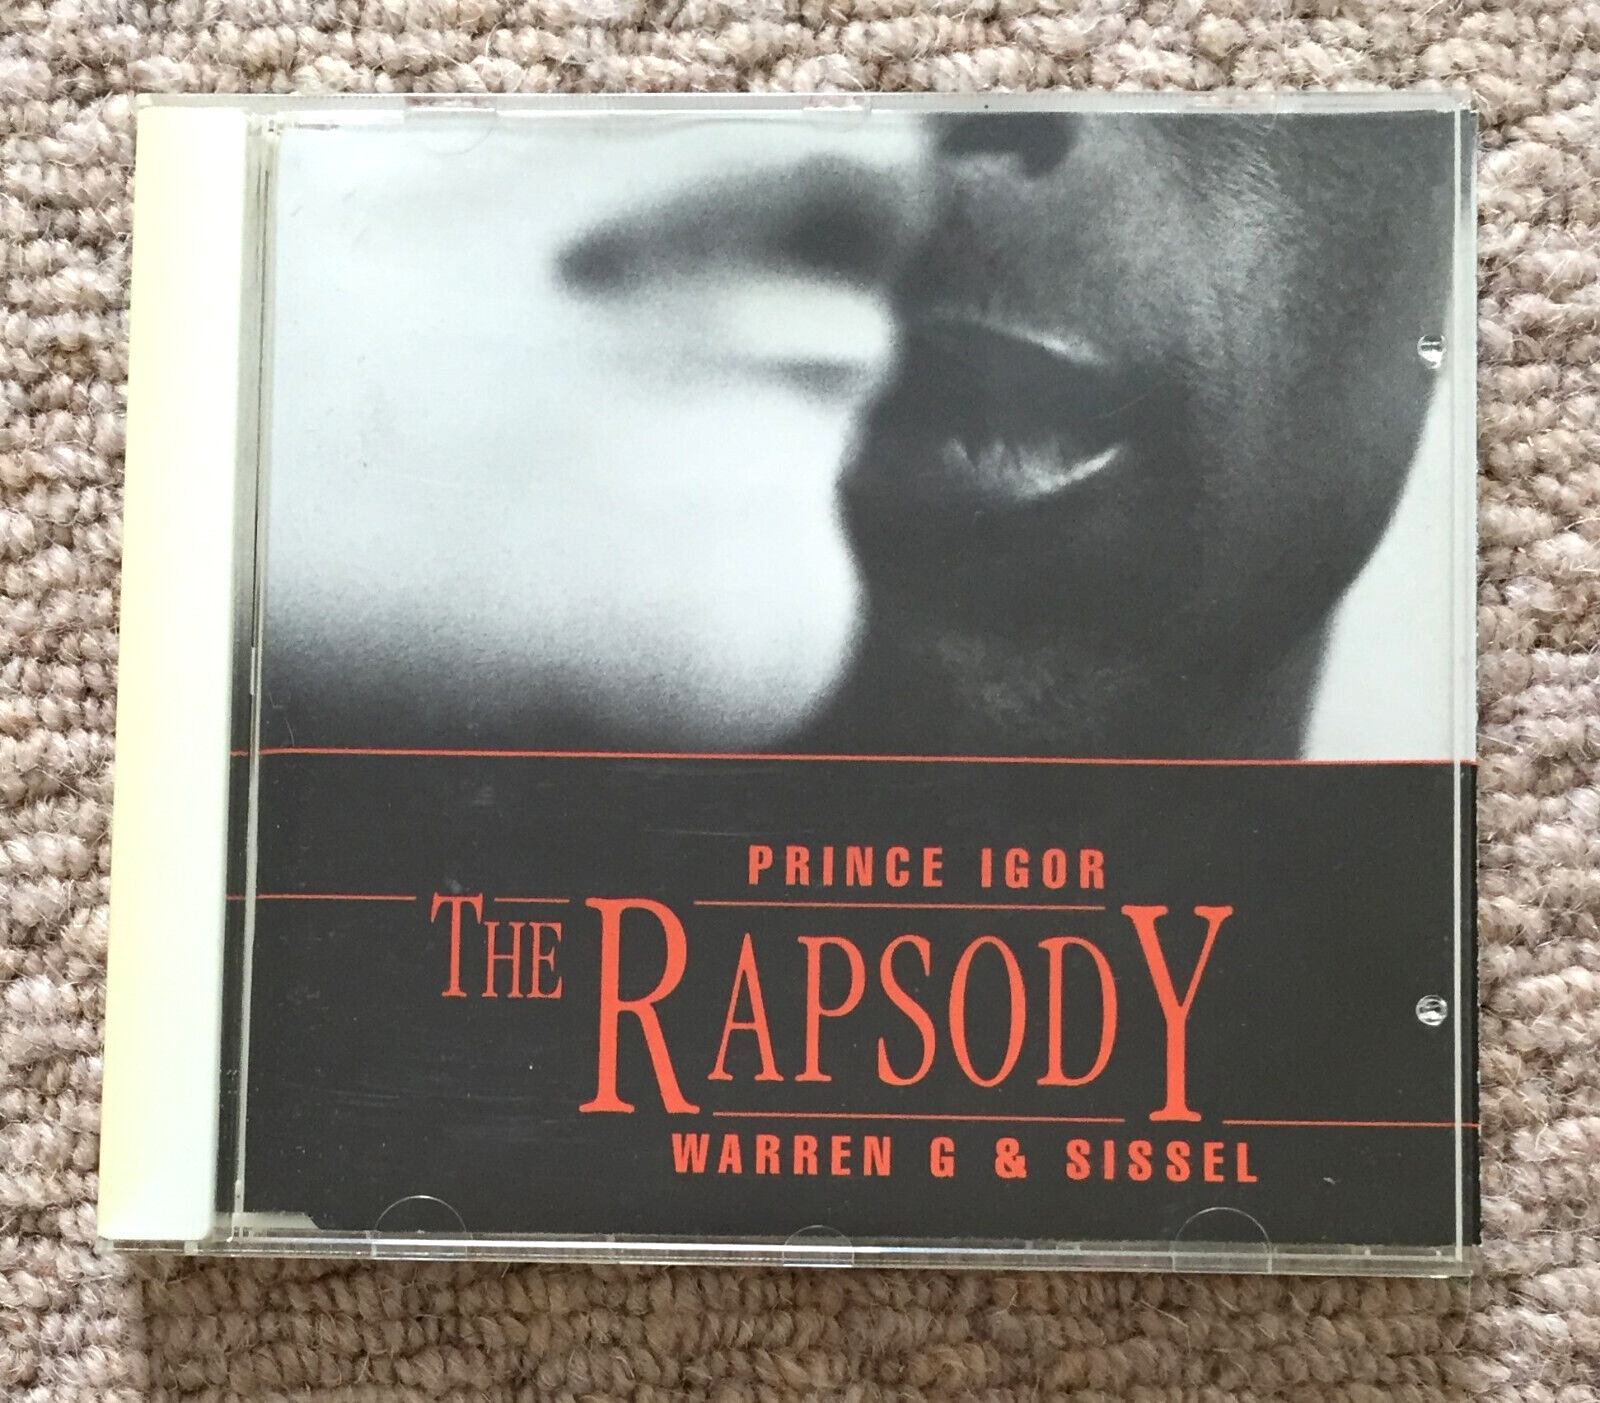 PRINCE IGOR
THE RAPSODY
WARREN G & SISSEL